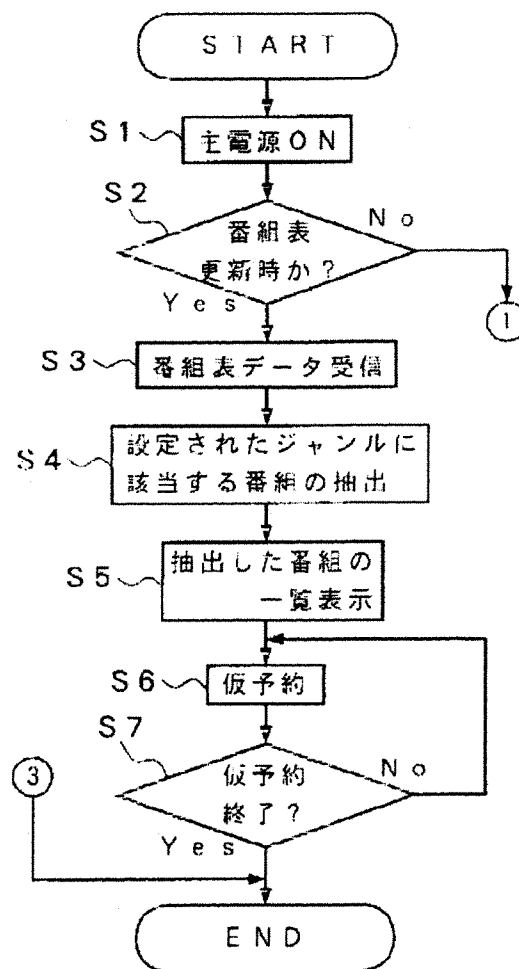 START
S1
主電源ON
S2
番組表
更新時か?
No
Yes
1
S3
番組表データ受信
S4
設定されたジャンルに
該当する番組の抽出
S5
抽出した番組の
一覧表示
S6
仮予約
S7
仮予約
終了?
No
3
Yes
END